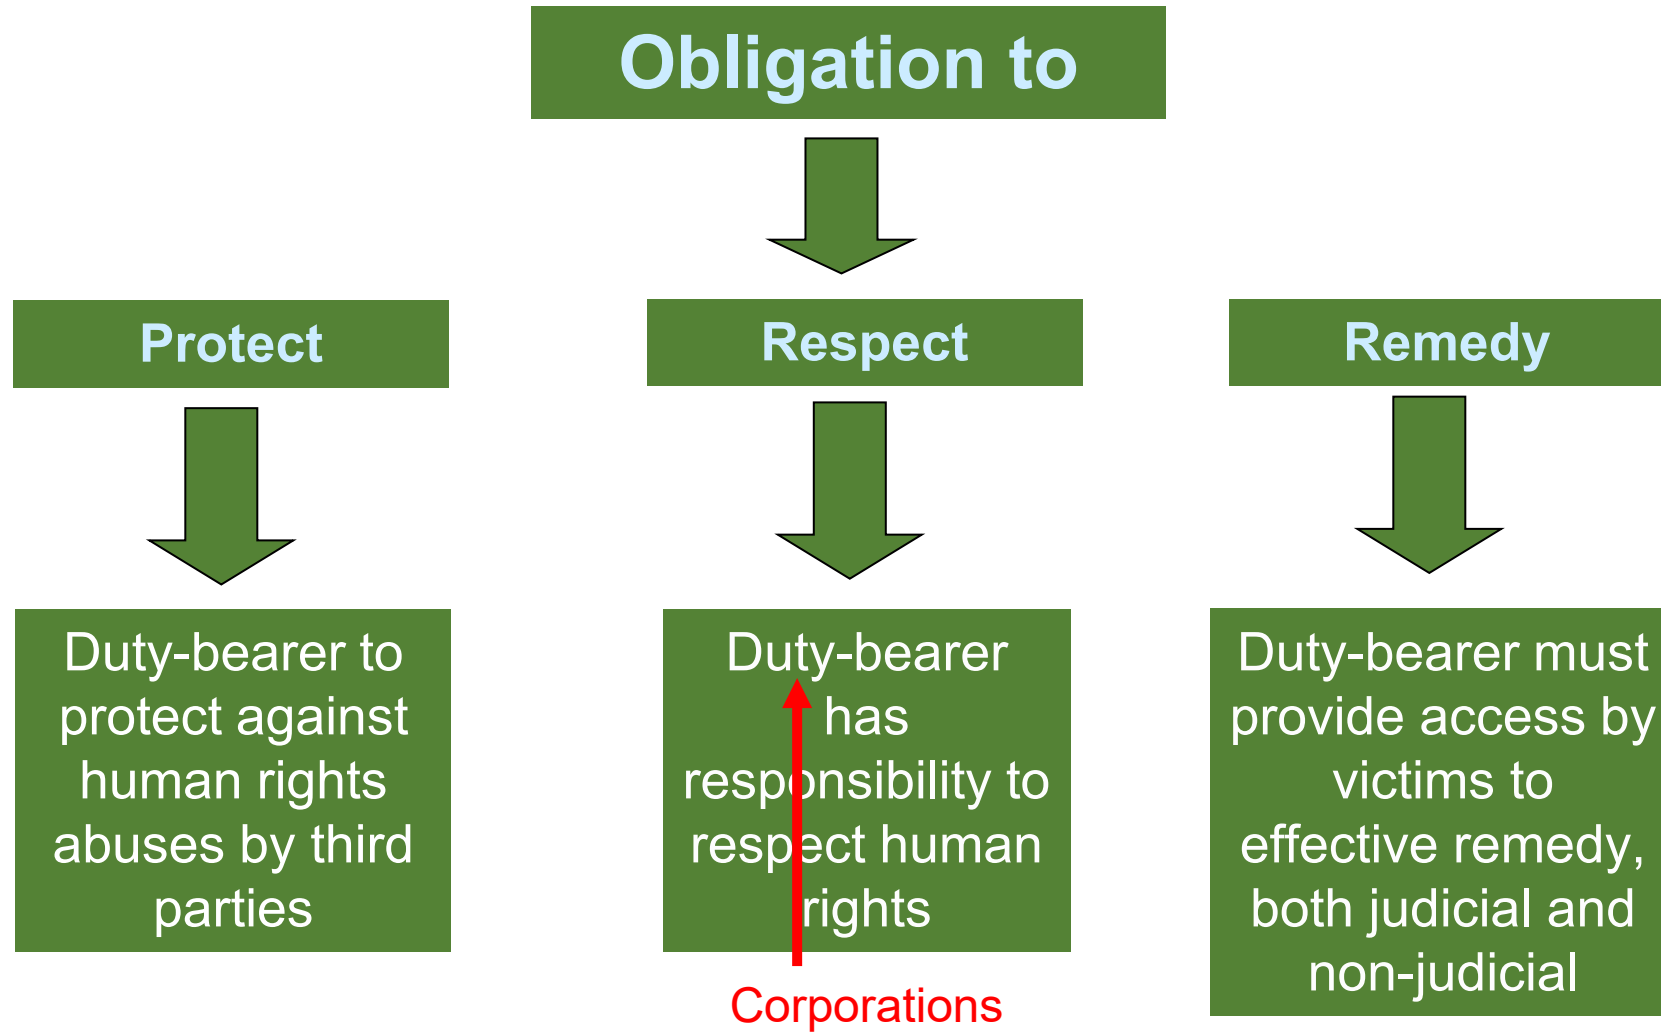 Obligation to
Protect
Respect
Remedy
Duty-bearer to
protect against
human rights
abuses by third
parties
Duty-bearer
has
responsibility to
respect human
rights
Duty-bearer must
provide access by
victims to
effective remedy,
both judicial and
non-judicial
Corporations